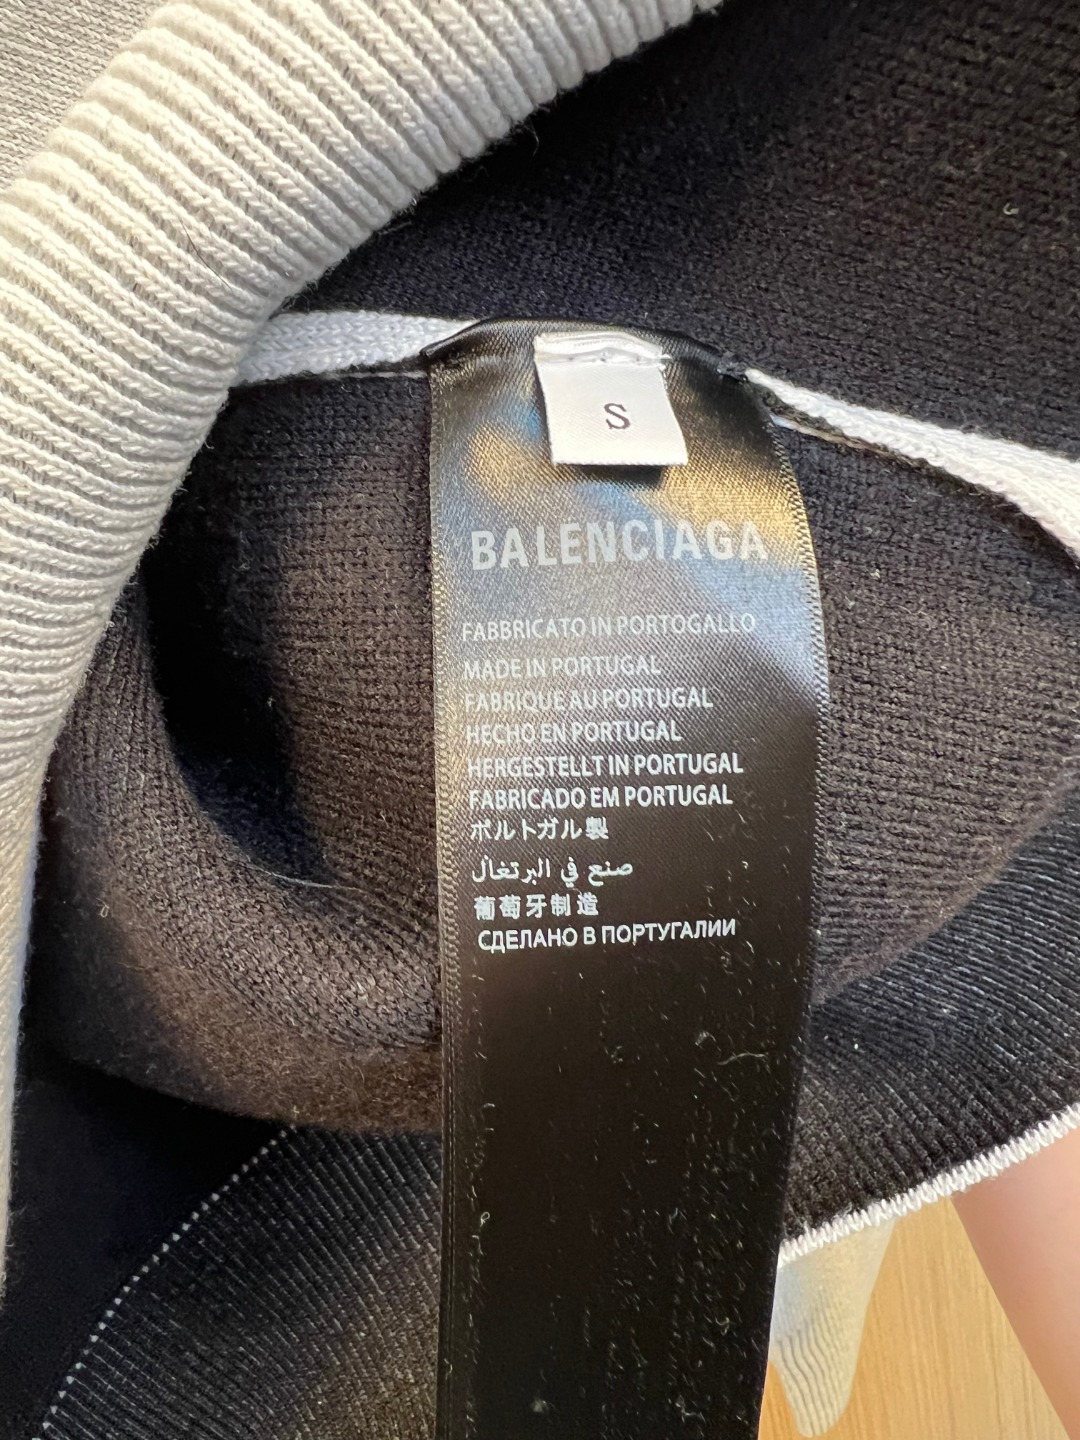 S
BALENCIAGA
FABBRICATO IN PORTOGALLO
MADE IN PORTUGAL
FABRIQUE AU PORTUGAL
HECHO EN PORTUGAL
HERGESTELLT IN PORTUGAL
FABRICADO EM PORTUGAL
ポルトガル製
صنع في البرتغال
葡萄牙制造
СДЕЛАНО В ПОРТУГАЛИИ